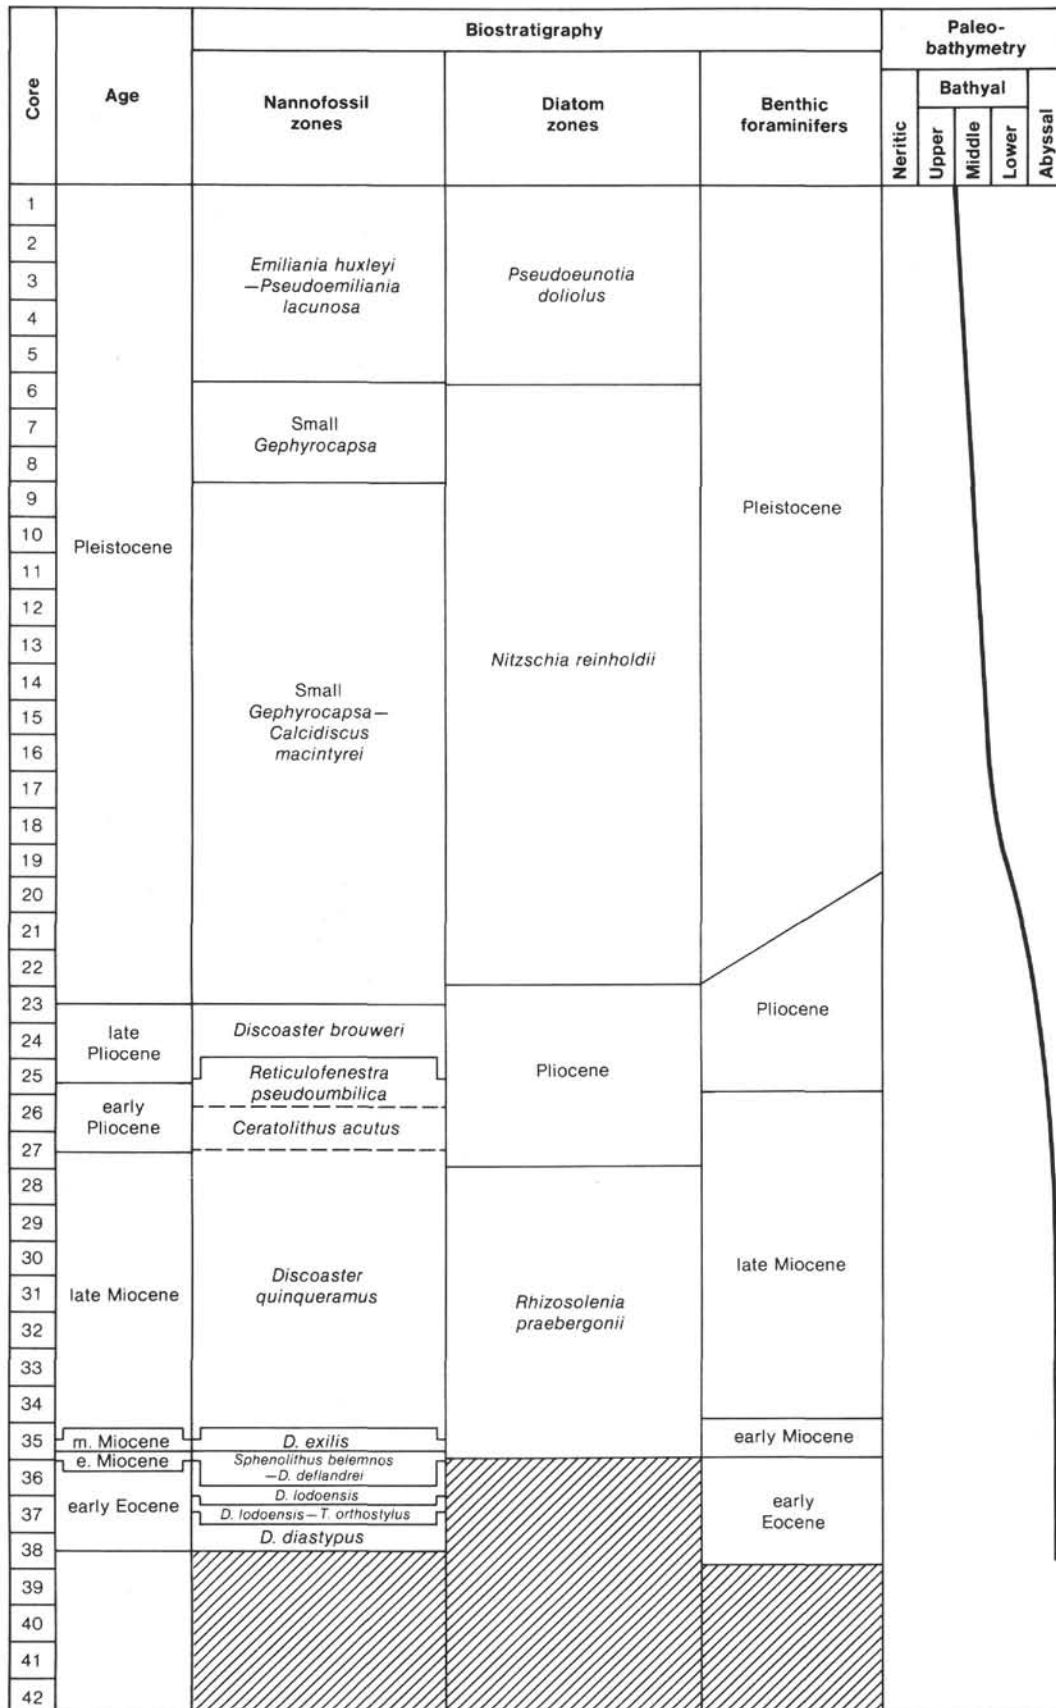 Core
Age
Biostratigraphy
Nannofossil
zones
Diatom
zones
Benthic
foraminifers
Paleo-
bathymetry
Neritic
Bathyal
Upper
Middle
Lower
Abyssal
1
2
3
4
5
6
7
8
9
10
11
12
13
14
15
16
17
18
19
20
21
22
23
24
25
26
27
28
29
30
31
32
33
34
35
36
37
38
39
40
41
42
Pleistocene
late
Pliocene
early
Pliocene
late Miocene
m. Miocene
e. Miocene
early Eocene
Emiliania huxleyi
—Pseudoemiliania
lacunosa
Small
Gephyrocapsa
Small
Gephyrocapsa—
Calcidiscus
macintyrei
Discoaster brouweri
Reticulofenestra
pseudoumbilica
Ceratolithus acutus
Discoaster
quinqueramus
D. exilis
Sphenolithus belemnos
—D. deflandrei
D. lodoensis
D. lodoensis—T. orthostylus
D. diastypus
Pseudoeunotia
doliolus
Nitzschia reinholdii
Pliocene
Rhizosolenia
praebergonii
Pleistocene
Pliocene
late Miocene
early Miocene
early
Eocene